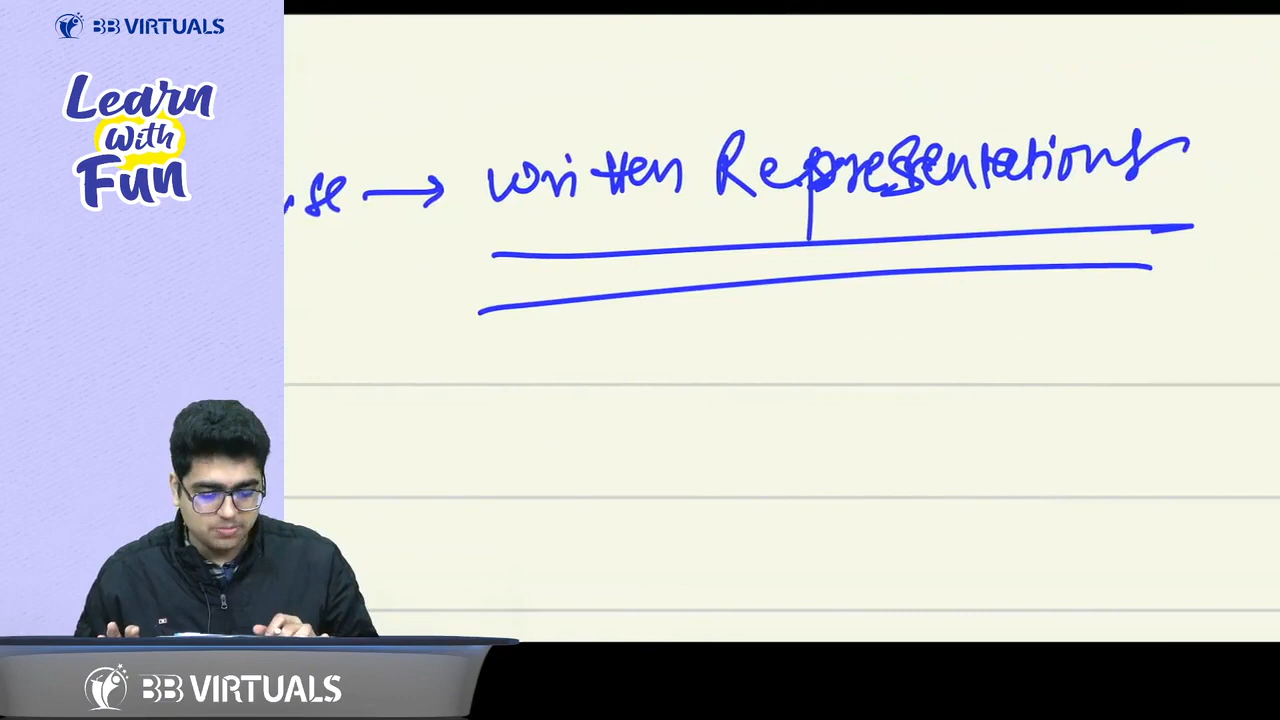 BB VIRTUALS
Learn
With
Fun
→ Written Representations
BB VIRTUALS